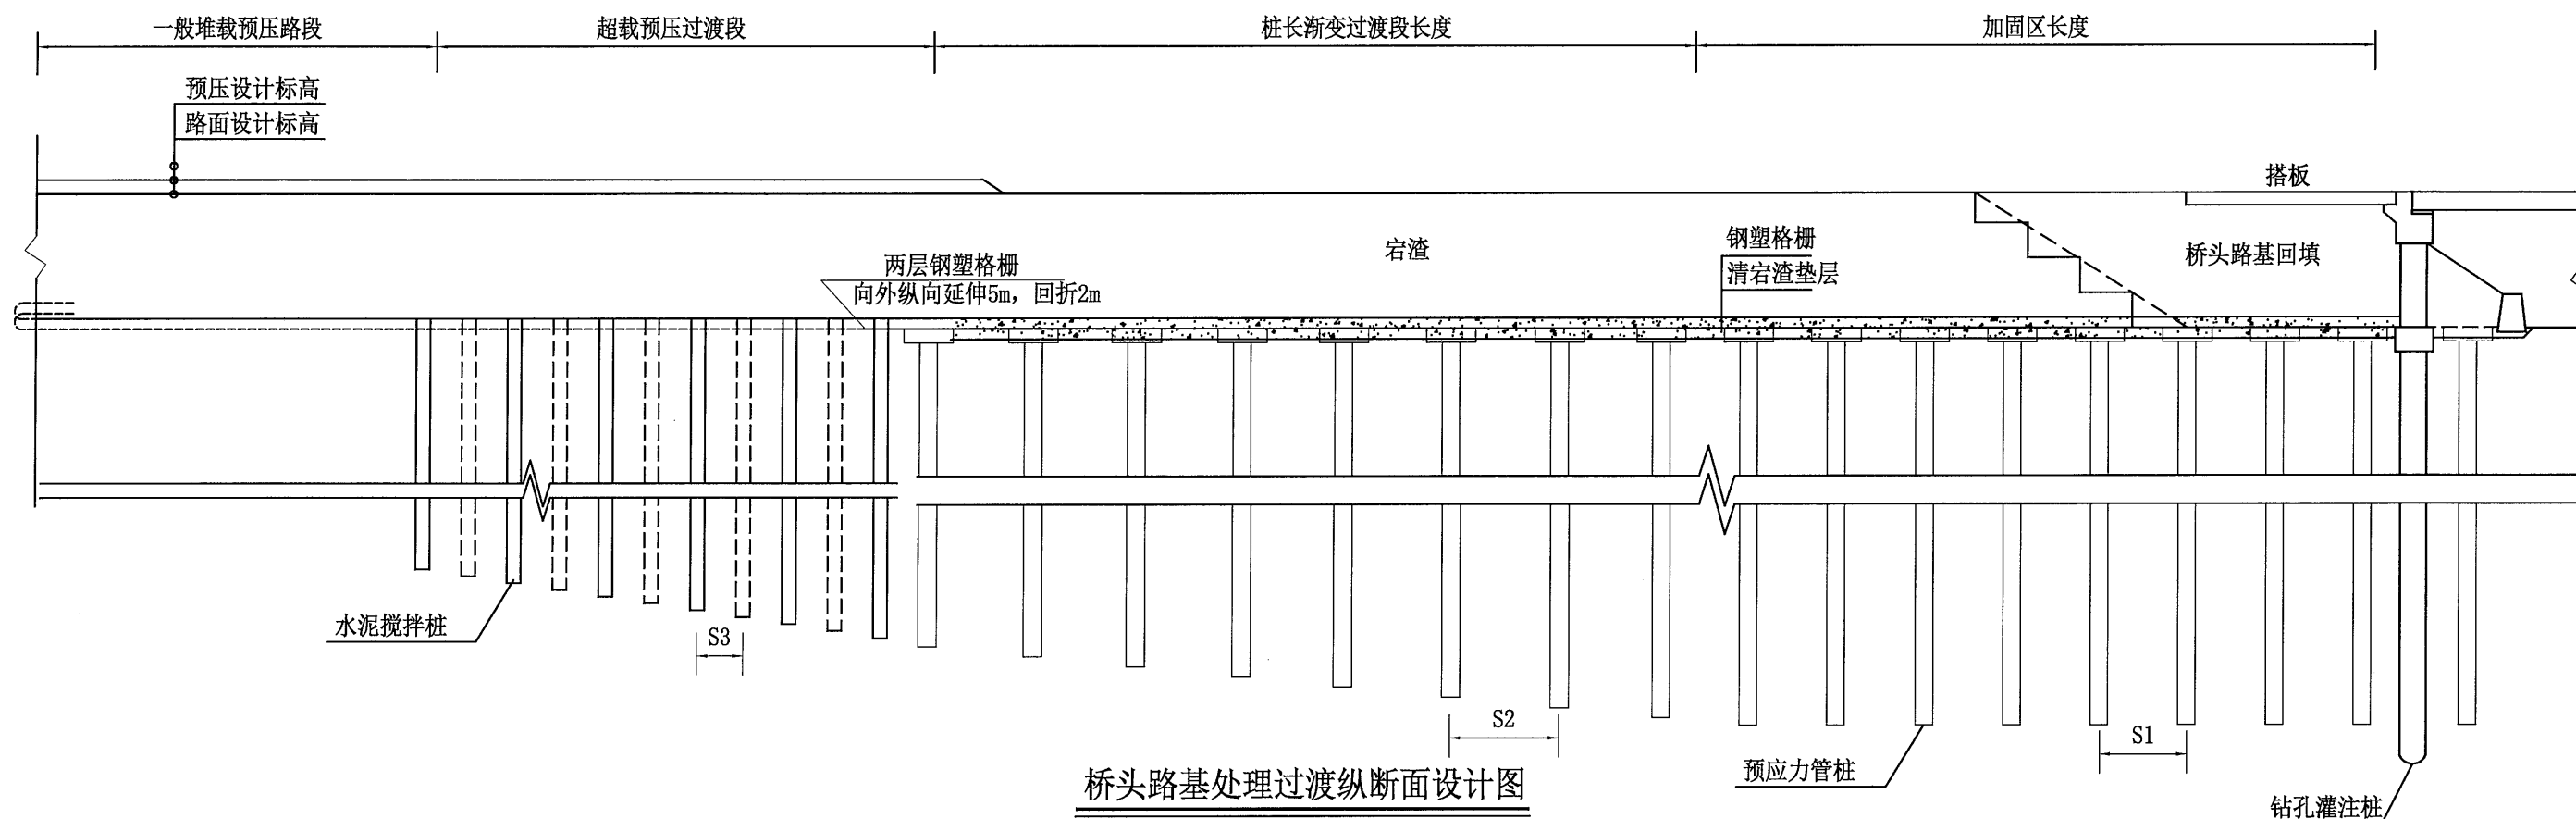 一般堆载预压路段
超载预压过渡段
桩长渐变过渡段长度
加固区长度
预压设计标高
路面设计标高
搭板
宕渣
钢塑格栅
清宕渣垫层
桥头路基回填
两层钢塑格栅
向外纵向延伸5m, 回折2m
水泥搅拌桩
S3
S2
S1
预应力管桩
钻孔灌注桩
桥头路基处理过渡纵断面设计图